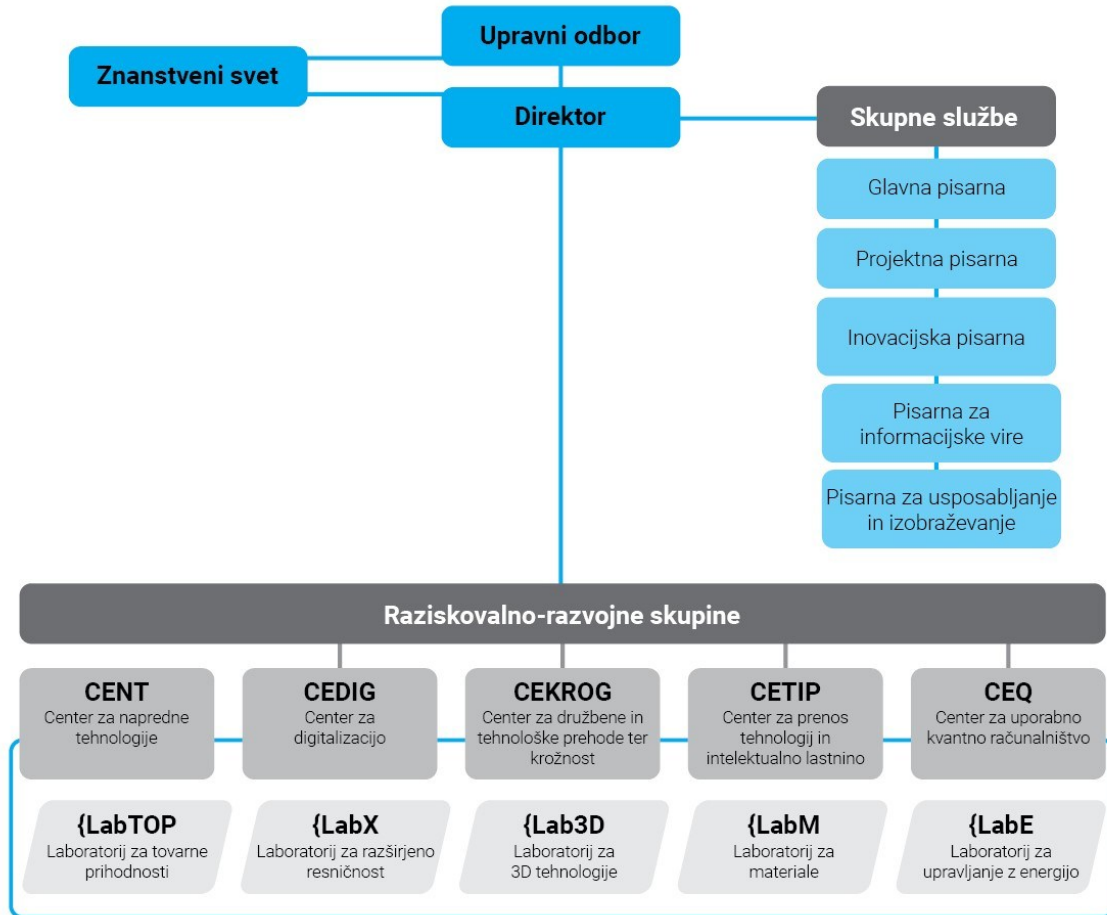 Upravni odbor
Znanstveni svet
Direktor
Skupne službe
Glavna pisarna
Projektna pisarna
Inovacijska pisarna
Pisarna za
informacijske vire
Pisarna za usposabljanje
in izobraževanje
Raziskovalno-razvojne skupine
CENT
Center za napredne
tehnologije
CEDIG
Center za
digitalizacijo
CEKROG
Center za družbene in
tehnološke prehode ter
krožnost
CETIP
Center za prenos
tehnologij in
intelektualno lastnino
CEQ
Center za uporabno
kvantno računalništvo
{LabTOP
Laboratorij za tovarne
prihodnosti
{LabX
Laboratorij za razširjeno
resničnost
{Lab3D
Laboratorij za
3D tehnologije
{LabM
Laboratorij za
materiale
{LabE
Laboratorij za
upravljanje z energijo